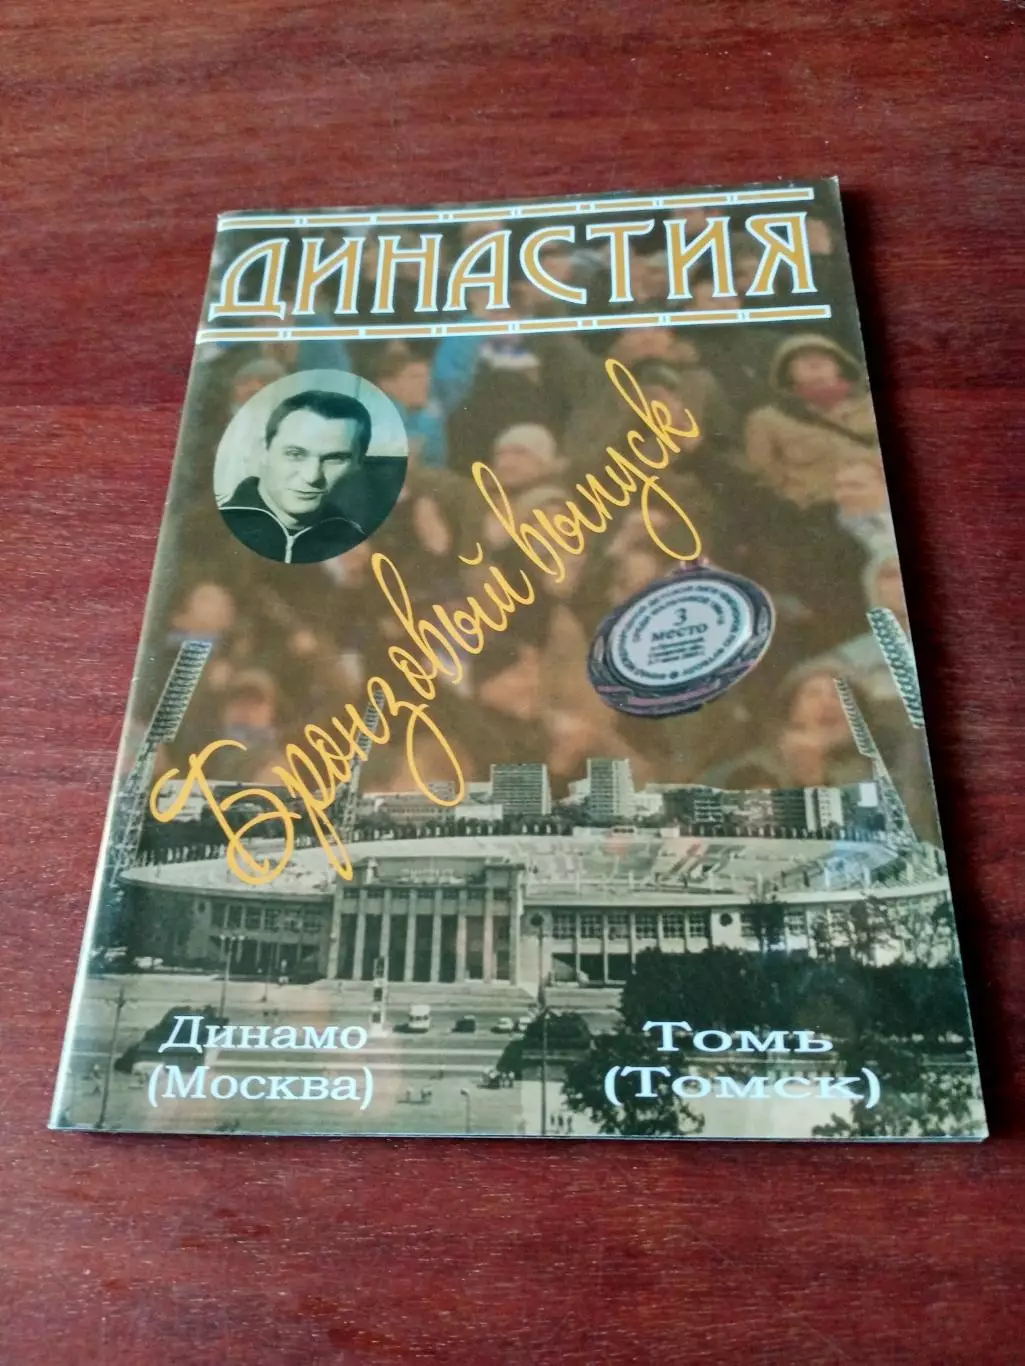 ДИНАСТИЯ
Бронзовый выпуск
3
место
Динамо
(Москва)
Томь
(Томск)